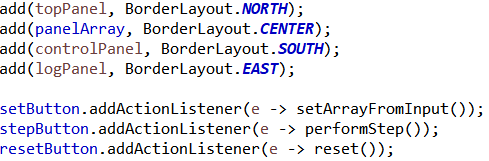 add(topPanel, BorderLayout.NORTH);
add(panelArray, BorderLayout.CENTER);
add(controlPanel, BorderLayout.SOUTH);
add(logPanel, BorderLayout.EAST);
setButton.addActionListener(e -> setArrayFromInput());
stepButton.addActionListener(e -> performStep());
resetButton.addActionListener(e -> reset());